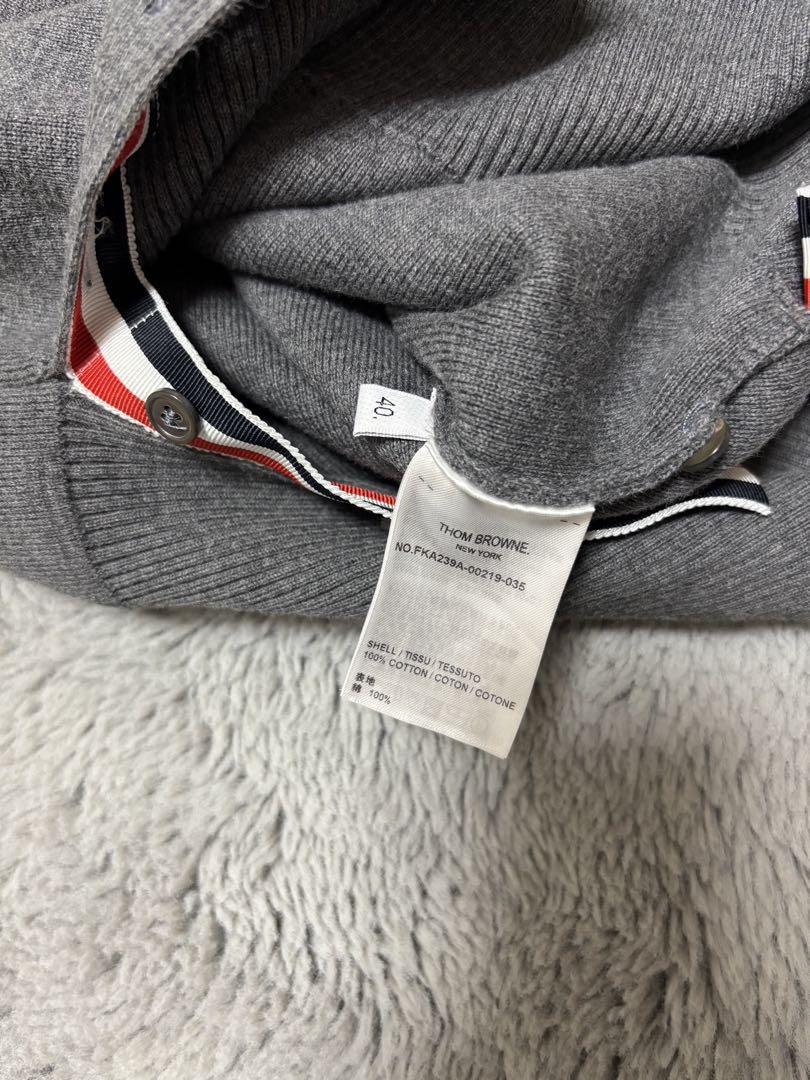 40.
THOM BROWNE.
NEW YORK
NO.FKA239A-00219-035
SHELL / TISSU / TESSUTO
100% COTTON / COTON / COTONE
表地
綿 100%